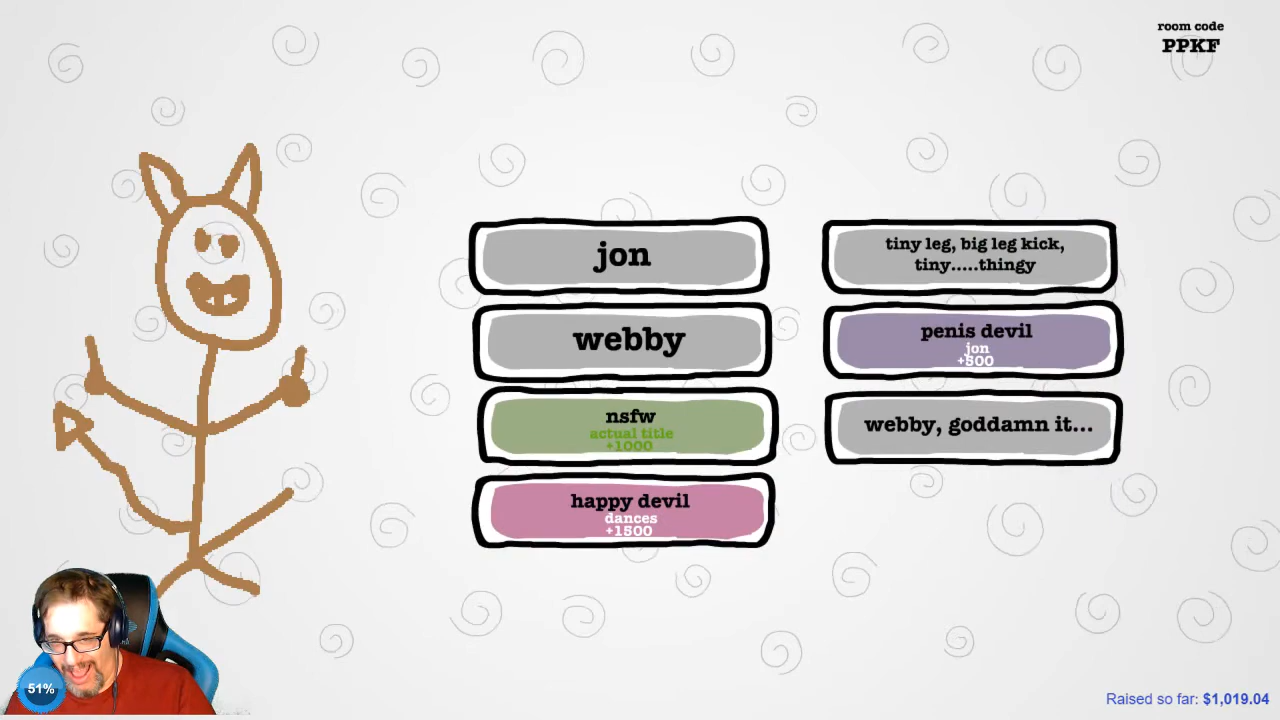 room code
PPKF
jon
webby
nsfw
actual title
+1000
happy devil
dances
+1500
tiny leg, big leg kick,
tiny.....thingy
penis devil
jon
+500
webby, goddamn it...
51%
Raised so far: $1,019.04